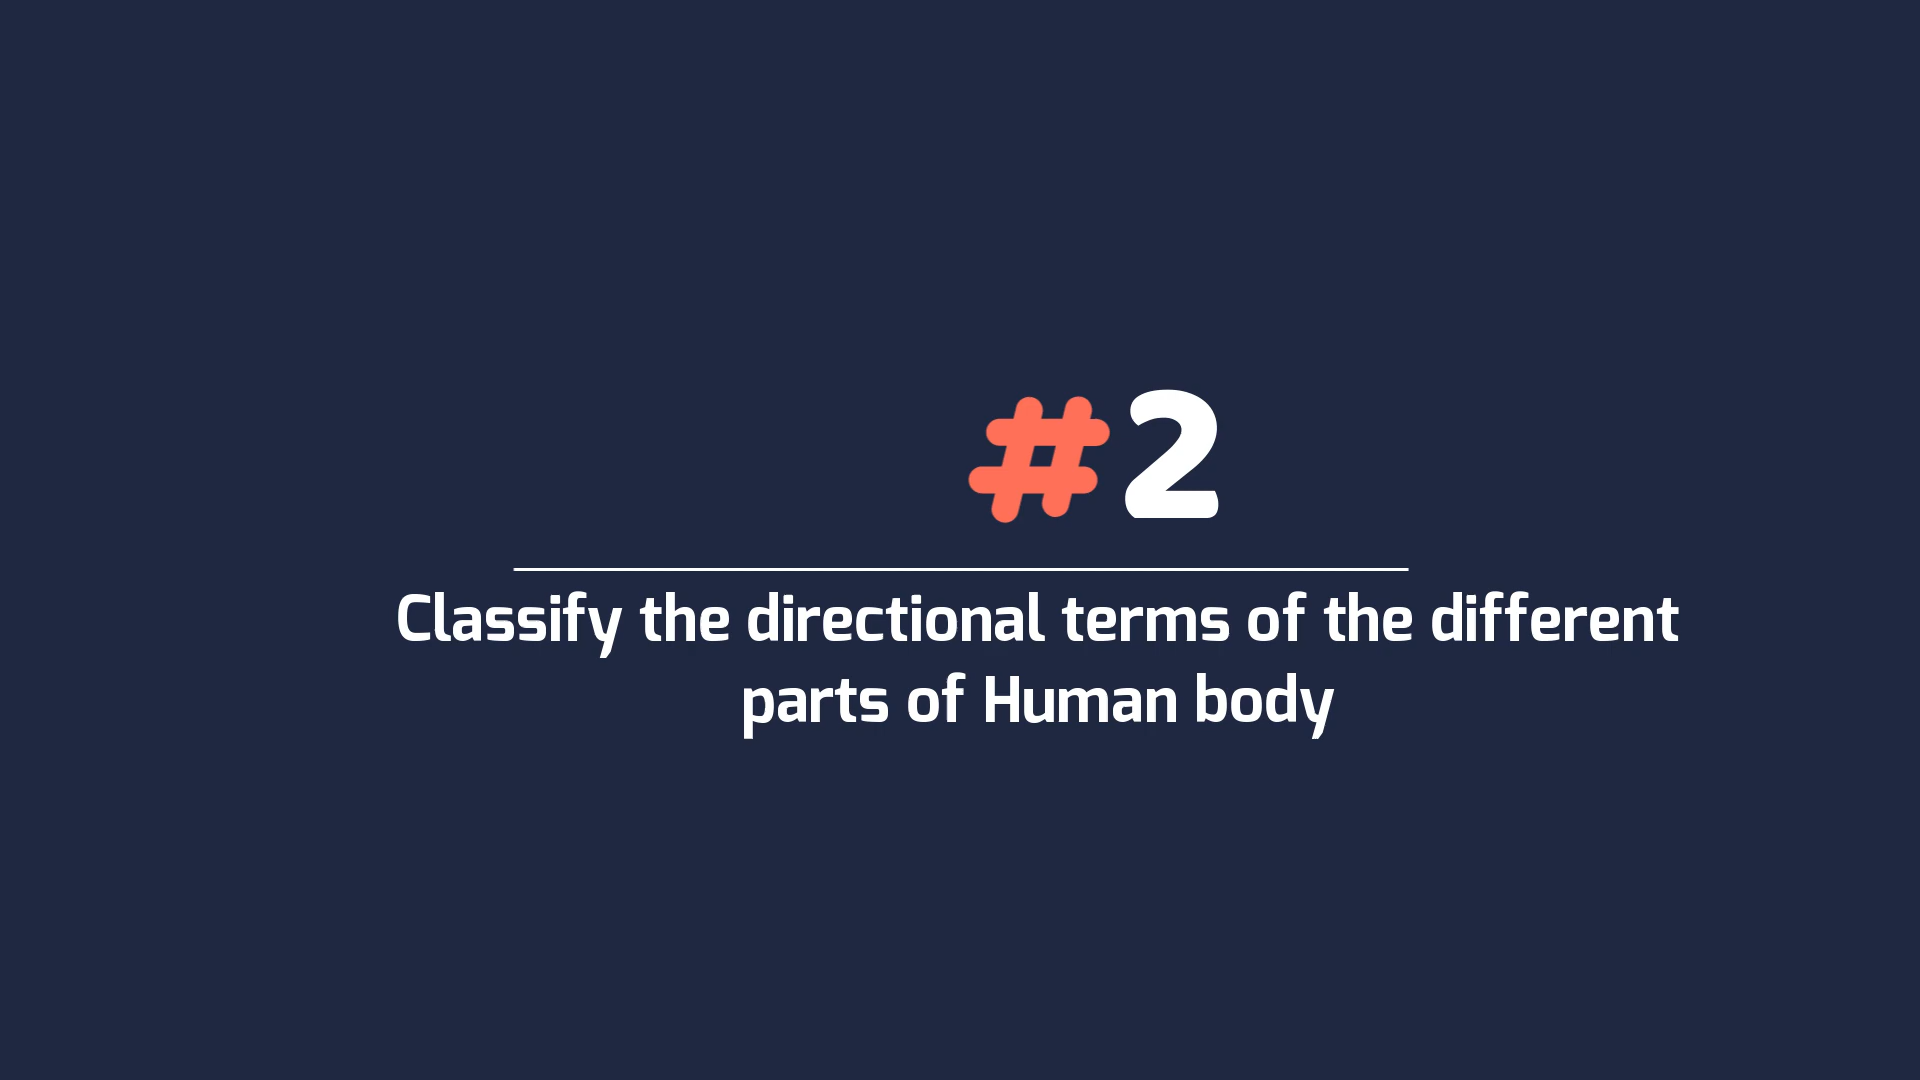 #2
Classify the directional terms of the different
parts of Human body